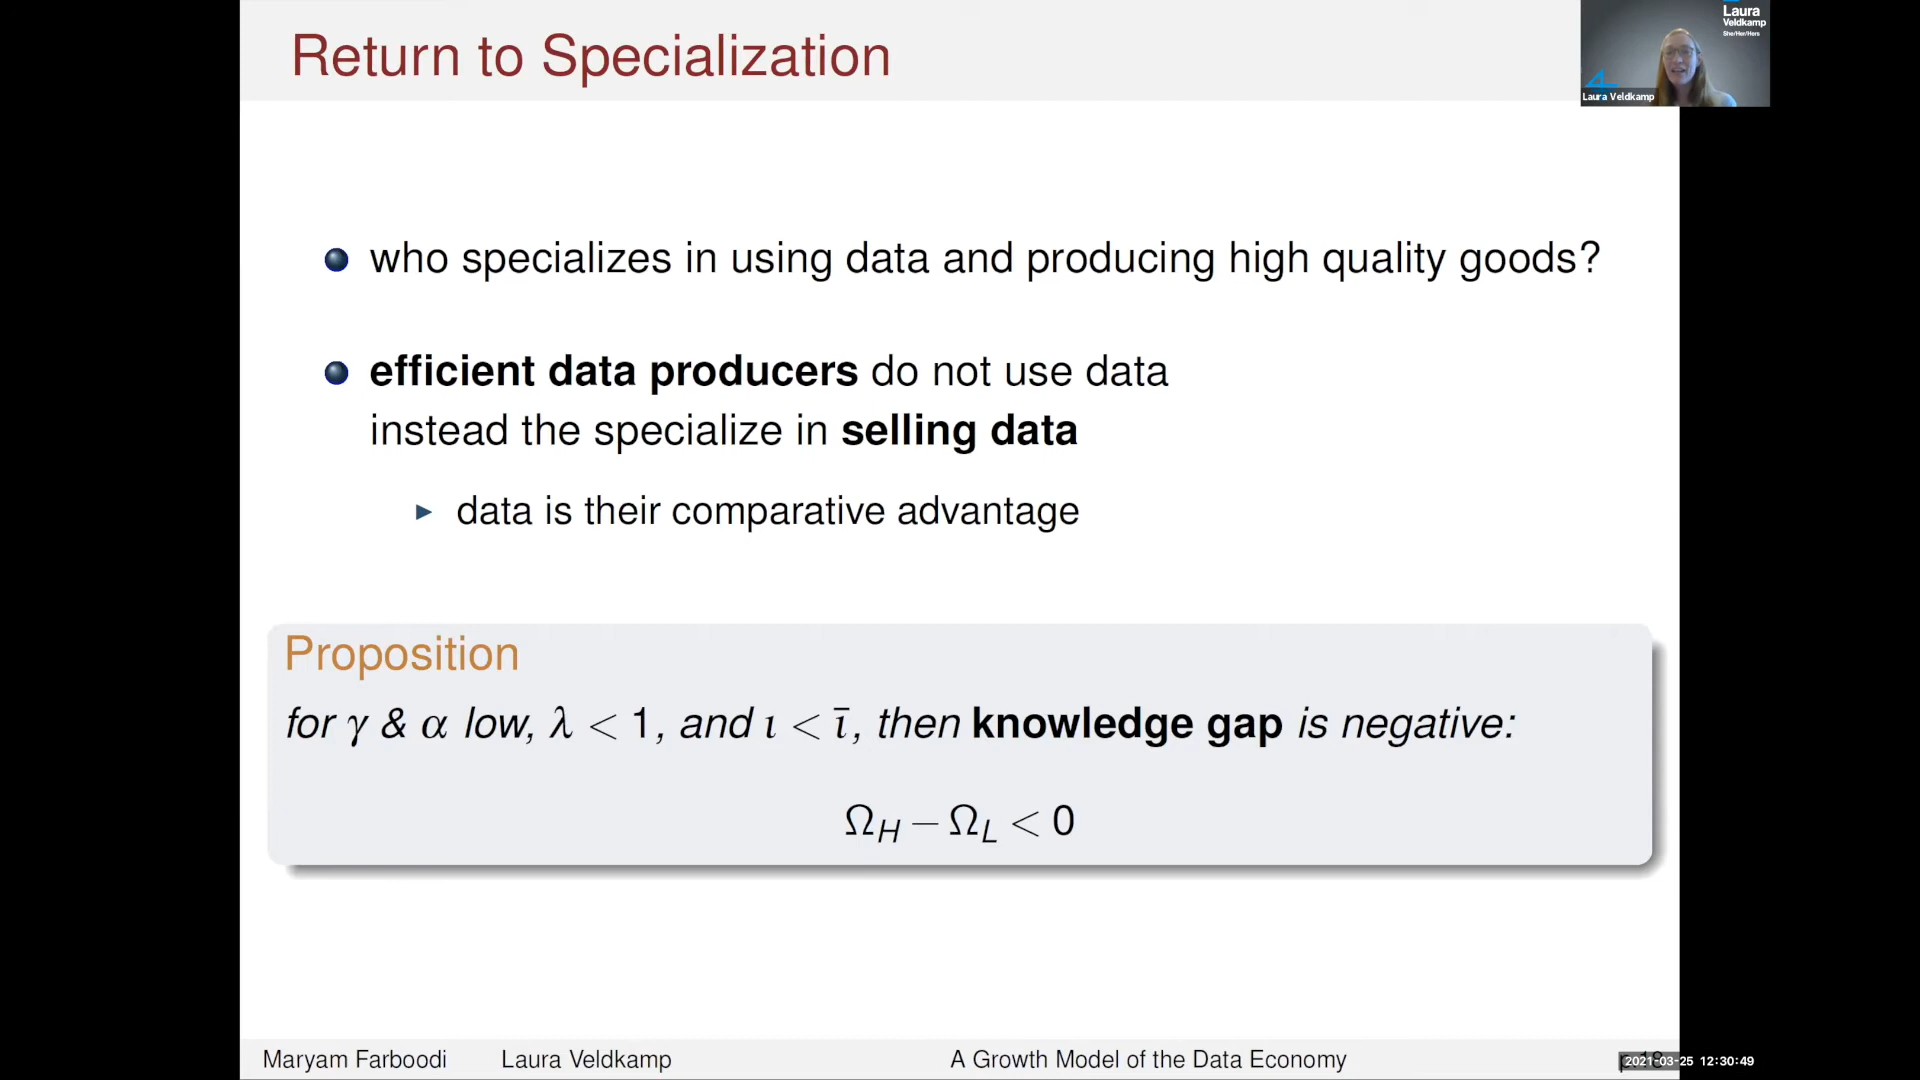 Return to Specialization
Laura
Veldkamp
She/Her/Hers
Laura Veldkamp
who specializes in using data and producing high quality goods?
efficient data producers do not use data
instead the specialize in selling data
data is their comparative advantage
Proposition
for γ & α low, λ < 1, and ι < ῑ, then knowledge gap is negative:
Ω_H − Ω_L < 0
Maryam Farboodi Laura Veldkamp A Growth Model of the Data Economy
2021-03-25 12:30:49